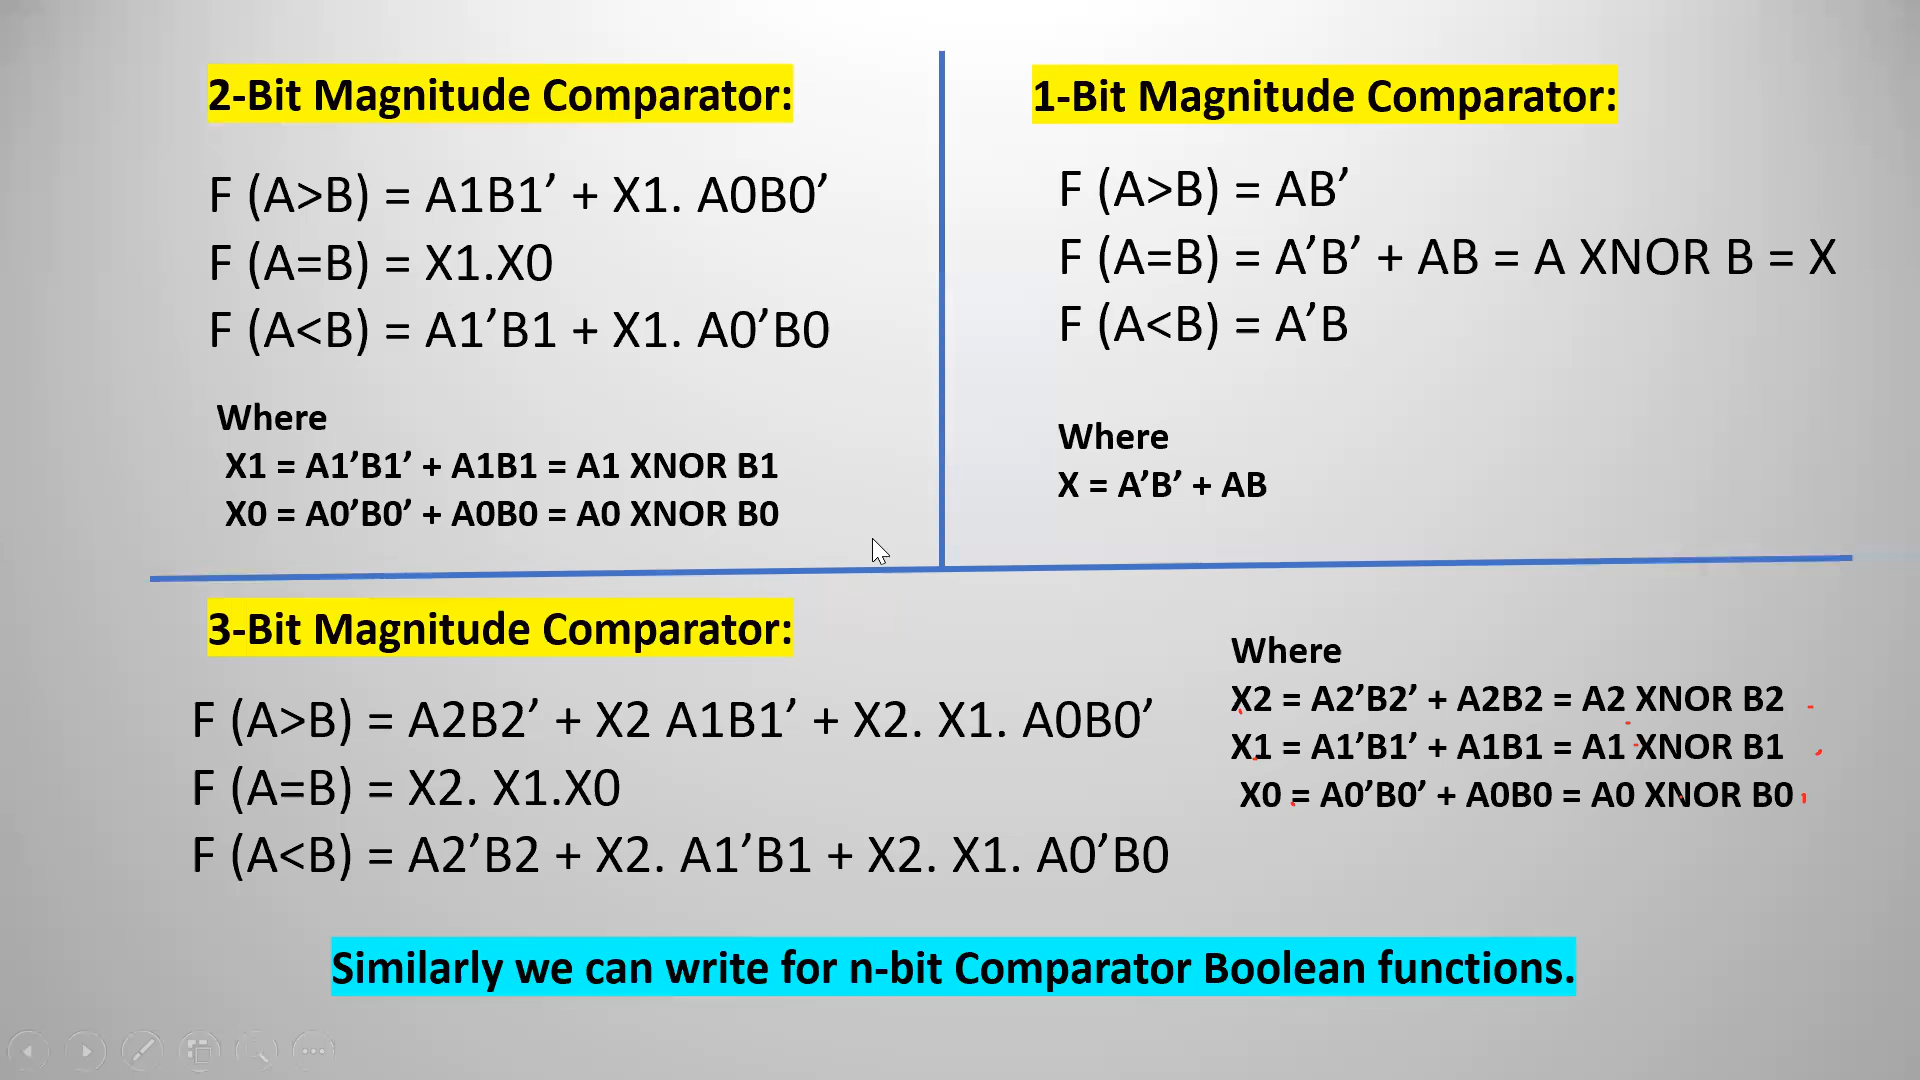 2-Bit Magnitude Comparator:
F (A>B) = A1B1’ + X1. A0B0’
F (A=B) = X1.X0
F (A<B) = A1’B1 + X1. A0’B0
Where
X1 = A1’B1’ + A1B1 = A1 XNOR B1
X0 = A0’B0’ + A0B0 = A0 XNOR B0
1-Bit Magnitude Comparator:
F (A>B) = AB’
F (A=B) = A’B’ + AB = A XNOR B = X
F (A<B) = A’B
Where
X = A’B’ + AB
3-Bit Magnitude Comparator:
F (A>B) = A2B2’ + X2 A1B1’ + X2. X1. A0B0’
F (A=B) = X2. X1.X0
F (A<B) = A2’B2 + X2. A1’B1 + X2. X1. A0’B0
Where
X2 = A2’B2’ + A2B2 = A2 XNOR B2
X1 = A1’B1’ + A1B1 = A1 XNOR B1
X0 = A0’B0’ + A0B0 = A0 XNOR B0
Similarly we can write for n-bit Comparator Boolean functions.